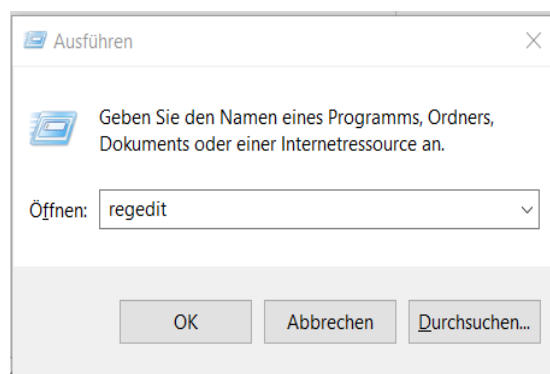 Ausführen
Geben Sie den Namen eines Programms, Ordners,
Dokuments oder einer Internetressource an.
Öffnen: regedit
OK Abbrechen Durchsuchen...